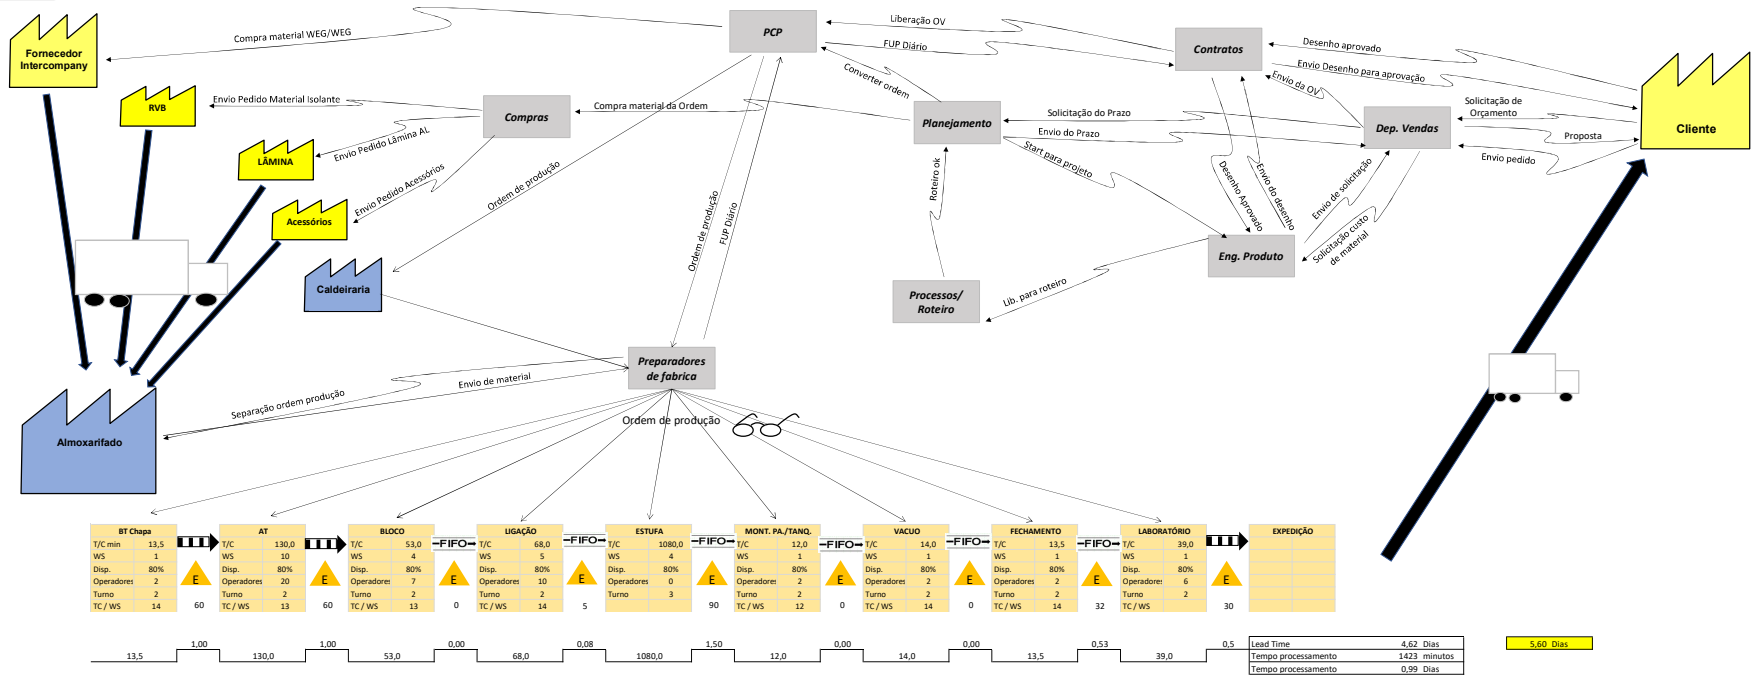 Fornecedor
Intercompany
Compra material WEG/WEG
PCP
Liberação OV
FUP Diário
Contratos
Desenho aprovado
Envio Desenho para aprovação
Envio da OV
Cliente
RVB
Envio Pedido Material Isolante
Compras
Compra material da Ordem
Converter ordem
Planejamento
Solicitação do Prazo
Envio do Prazo
Start para projeto
Dep. Vendas
Solicitação de
Orçamento
Proposta
Envio pedido
LÂMINA
Envio Pedido Lâmina AL
Envio Pedido Acessórios
Acessórios
Ordem de produção
Ordem de produção
FUP Diário
Roteiro ok
Desenho Aprovado
Envio do desenho
Envio de solicitação
Solicitação custo
de material
Eng. Produto
Caldeiraria
Processos/
Roteiro
Lib. para roteiro
Preparadores
de fabrica
Separação ordem produção
Envio de material
Almoxarifado
Ordem de produção
BT Chapa
T/C min 13,5
WS 1
Disp. 80%
Operadores 2
Turno 2
TC / WS 14
E
60
AT
T/C 130,0
WS 10
Disp. 80%
Operadores 20
Turno 2
TC / WS 13
E
60
BLOCO
T/C 53,0
WS 4
Disp. 80%
Operadores 7
Turno 2
TC / WS 13
FIFO
E
0
LIGAÇÃO
T/C 68,0
WS 5
Disp. 80%
Operadores 10
Turno 2
TC / WS 14
FIFO
E
5
ESTUFA
T/C 1080,0
WS 4
Disp. 80%
Operadores 0
Turno 3
FIFO
E
90
MONT. PA./TANQ.
T/C 12,0
WS 1
Disp. 80%
Operadores 2
Turno 2
TC / WS 12
FIFO
E
0
VACUO
T/C 14,0
WS 1
Disp. 80%
Operadores 2
Turno 2
TC / WS 14
FIFO
E
0
FECHAMENTO
T/C 13,5
WS 1
Disp. 80%
Operadores 2
Turno 2
TC / WS 14
FIFO
E
32
LABORATÓRIO
T/C 39,0
WS 1
Disp. 80%
Operadores 6
Turno 2
TC / WS
E
30
EXPEDIÇÃO
1,00 1,00 0,00 0,08 1,50 0,00 0,00 0,53 0,5
13,5 130,0 53,0 68,0 1080,0 12,0 14,0 13,5 39,0
Lead Time 4,62 Dias
Tempo processamento 1423 minutos
Tempo processamento 0,99 Dias
5,60 Dias